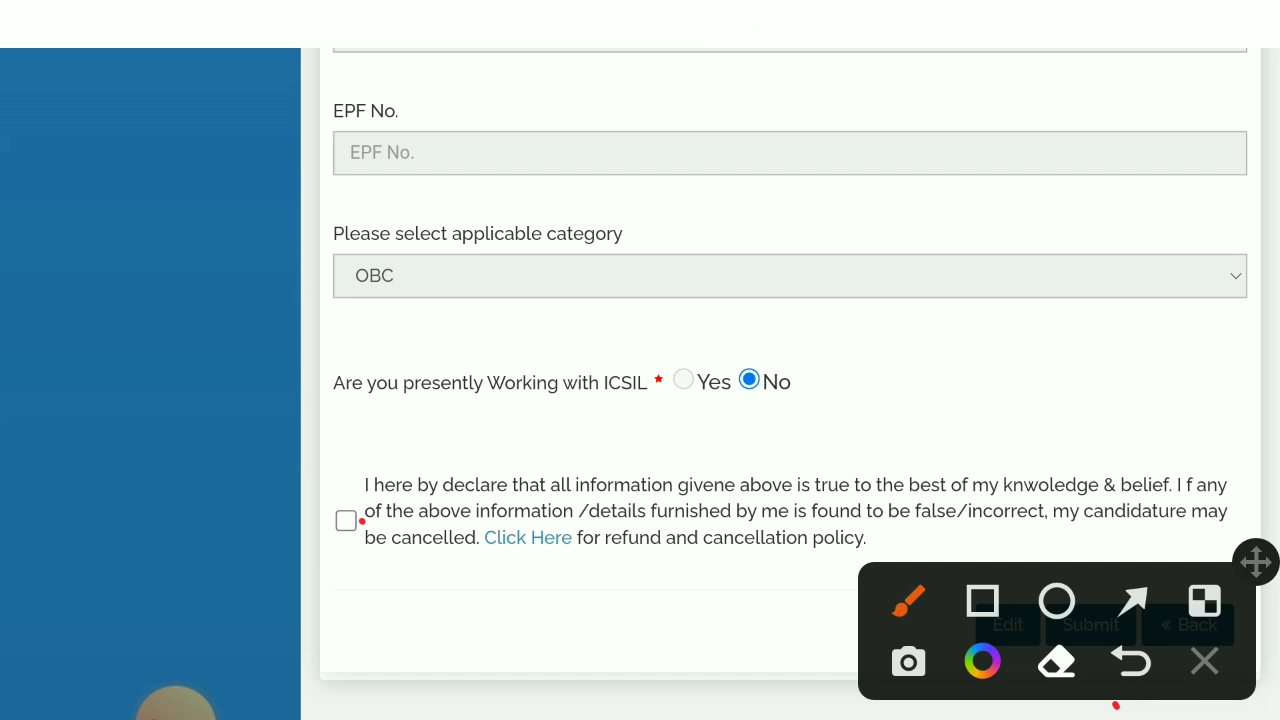 EPF No.
EPF No.
Please select applicable category
OBC
Are you presently Working with ICSIL * Yes No
I here by declare that all information givene above is true to the best of my knwoledge & belief. I f any
of the above information /details furnished by me is found to be false/incorrect, my candidature may
be cancelled. Click Here for refund and cancellation policy.
Edit Submit « Back